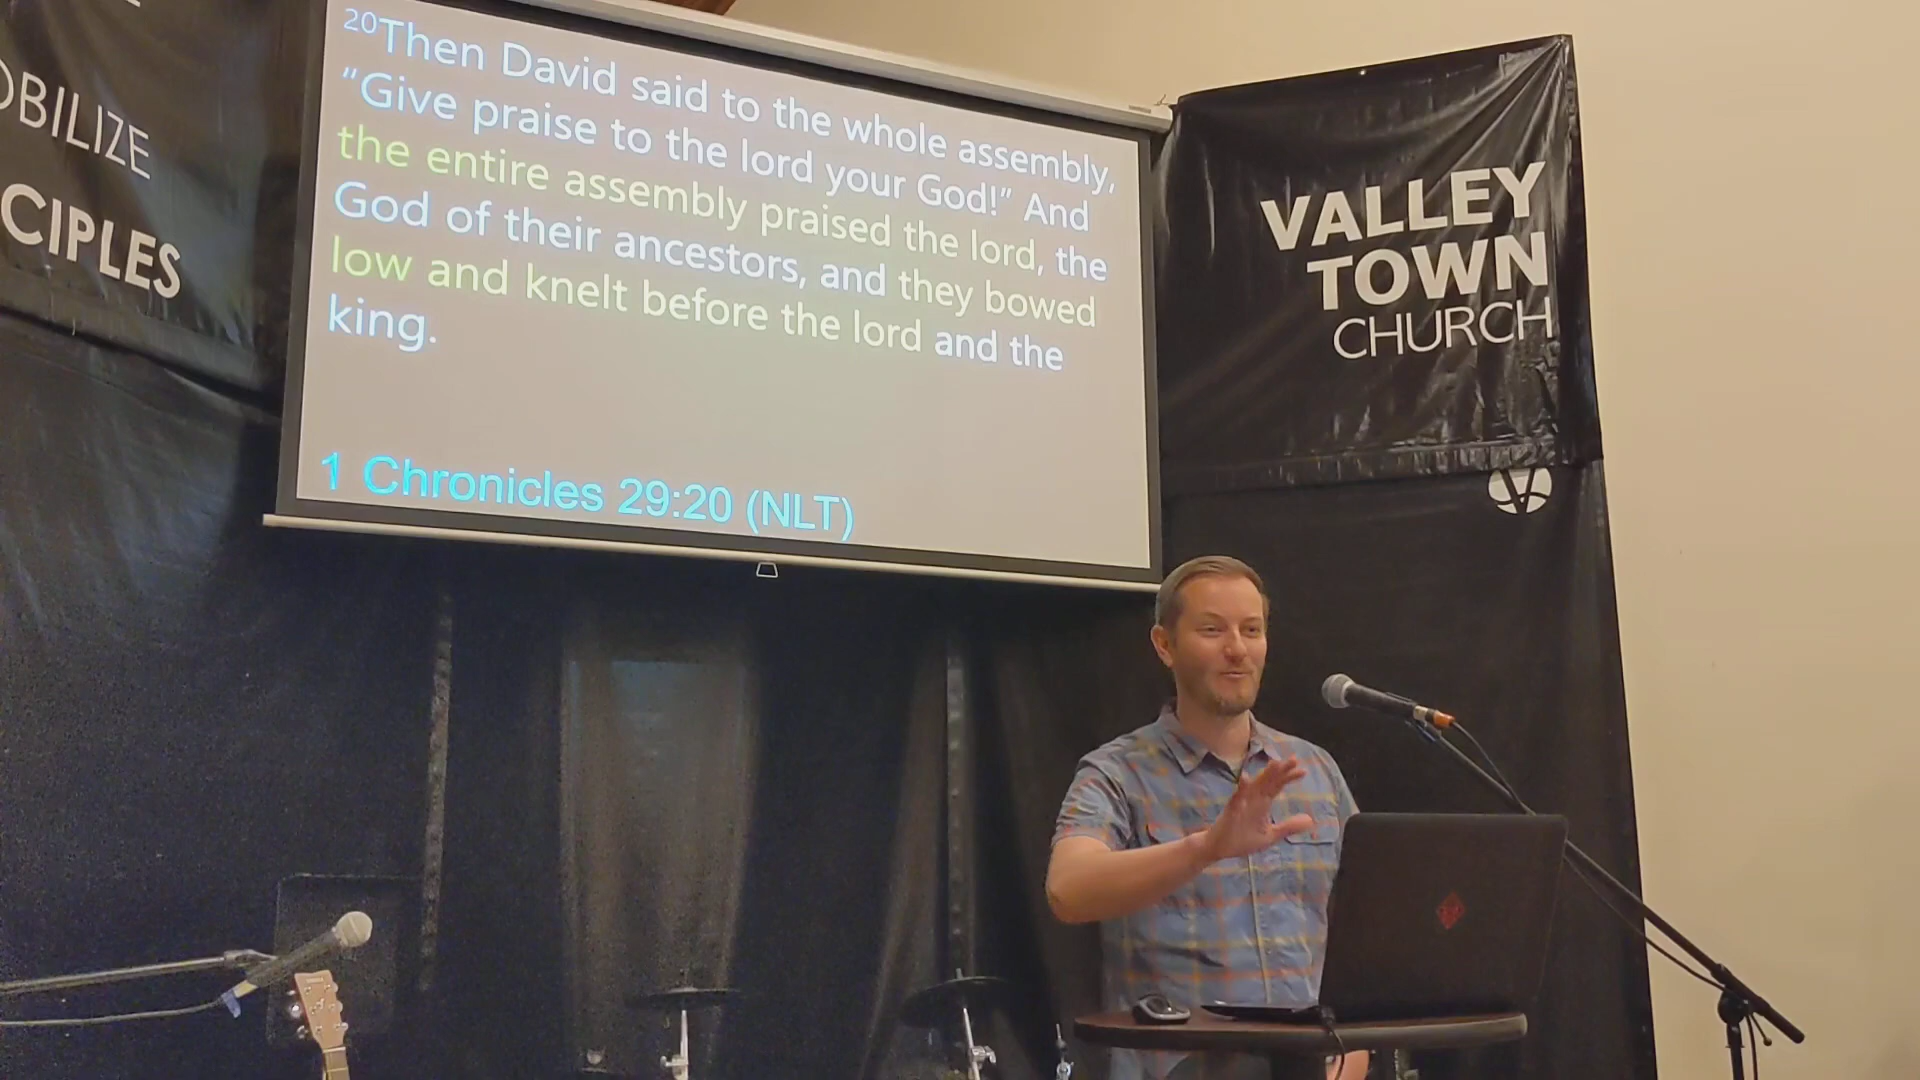 ²⁰Then David said to the whole assembly,
"Give praise to the lord your God!" And
the entire assembly praised the lord, the
God of their ancestors, and they bowed
low and knelt before the lord and the
king.
1 Chronicles 29:20 (NLT)
VALLEY
TOWN
CHURCH
OBILIZE
CIPLES